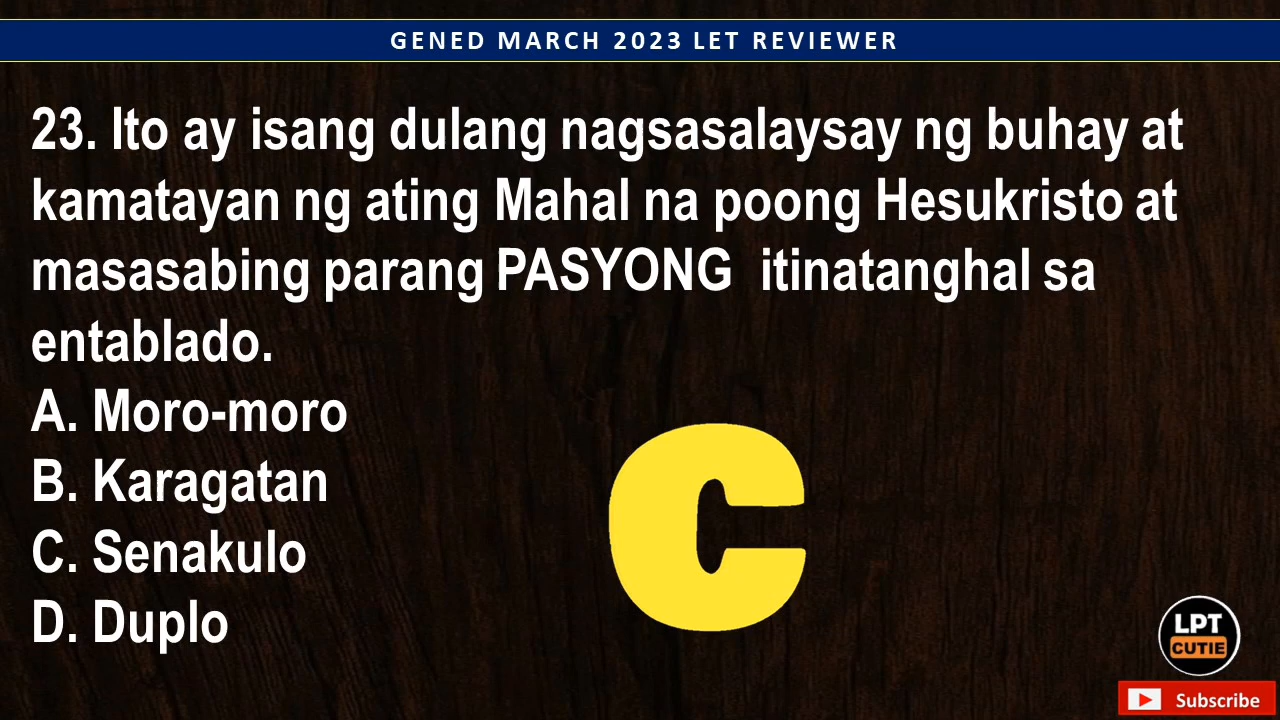 GENED MARCH 2023 LET REVIEWER
23. Ito ay isang dulang nagsasalaysay ng buhay at
kamatayan ng ating Mahal na poong Hesukristo at
masasabing parang PASYONG itinatanghal sa
entablado.
A. Moro-moro
B. Karagatan
C. Senakulo
D. Duplo
C
LPT
CUTIE
Subscribe